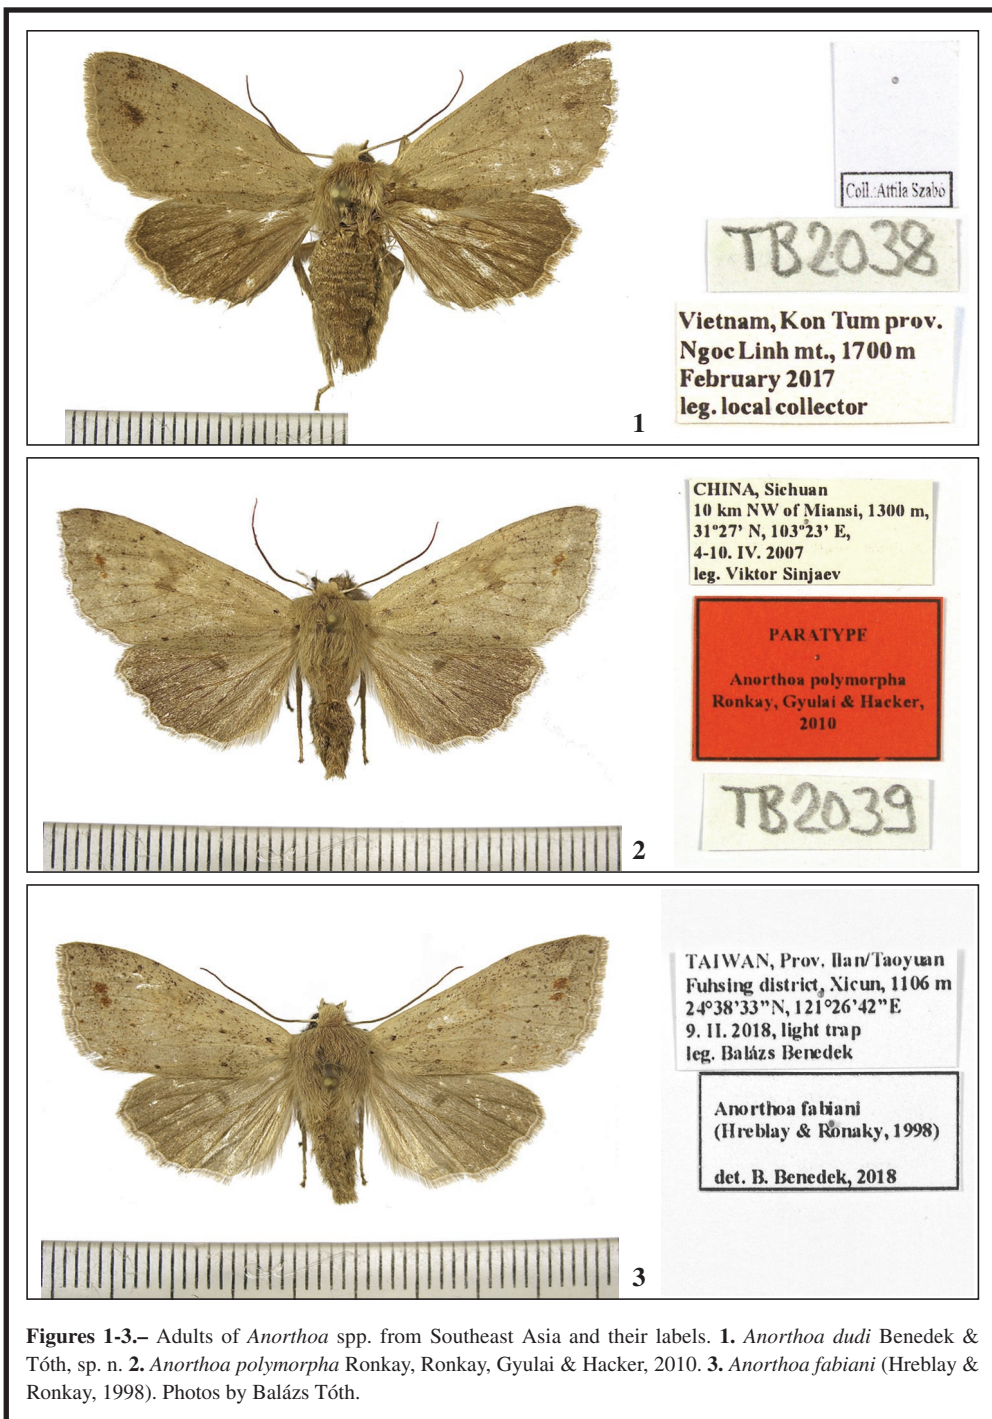 Coll.:Attila Szabó
TB2038
Vietnam, Kon Tum prov.
Ngoc Linh mt., 1700 m
February 2017
leg. local collector
1
CHINA, Sichuan
10 km NW of Miansi, 1300 m,
31°27' N, 103°23' E,
4-10. IV. 2007
leg. Viktor Sinjaev
PARATYPE
Anorthoa polymorpha
Ronkay, Gyulai & Hacker,
2010
TB2039
2
TAIWAN, Prov. Ilan/Taoyuan
Fuhsing district, Xicun, 1106 m
24°38'33"N, 121°26'42"E
9. II. 2018, light trap
leg. Balázs Benedek
Anorthoa fabiani
(Hreblay & Ronaky, 1998)
det. B. Benedek, 2018
3
Figures 1-3.– Adults of Anorthoa spp. from Southeast Asia and their labels. 1. Anorthoa dudi Benedek &
Tóth, sp. n. 2. Anorthoa polymorpha Ronkay, Ronkay, Gyulai & Hacker, 2010. 3. Anorthoa fabiani (Hreblay &
Ronkay, 1998). Photos by Balázs Tóth.